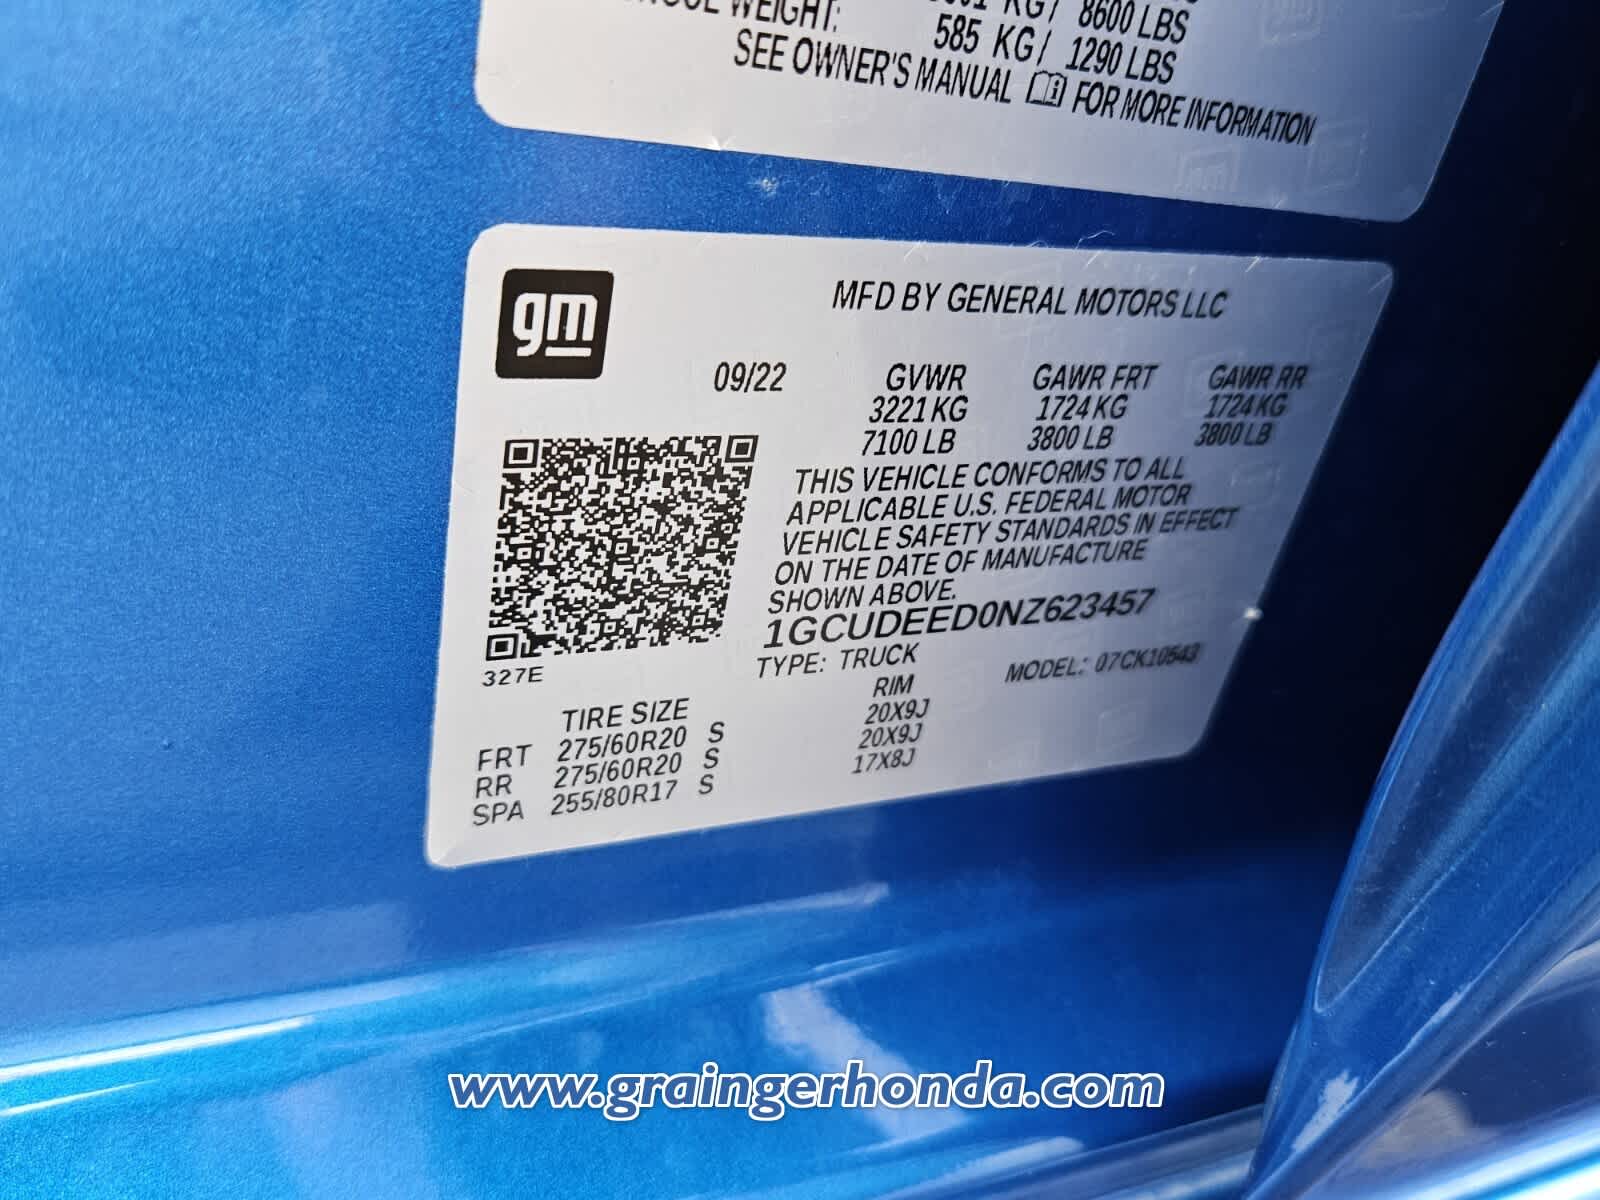 KG/ 8600 LBS
WEIGHT: 585 KG/ 1290 LBS
SEE OWNER'S MANUAL FOR MORE INFORMATION
gm
MFD BY GENERAL MOTORS LLC
09/22 GVWR GAWR FRT GAWR RR
3221 KG 1724 KG 1724 KG
7100 LB 3800 LB 3800 LB
THIS VEHICLE CONFORMS TO ALL
APPLICABLE U.S. FEDERAL MOTOR
VEHICLE SAFETY STANDARDS IN EFFECT
ON THE DATE OF MANUFACTURE
SHOWN ABOVE.
1GCUDEED0NZ623457
327E
TYPE: TRUCK MODEL: 07CK10543
TIRE SIZE RIM
FRT 275/60R20 S 20X9J
RR 275/60R20 S 20X9J
SPA 255/80R17 S 17X8J
www.graingerhonda.com